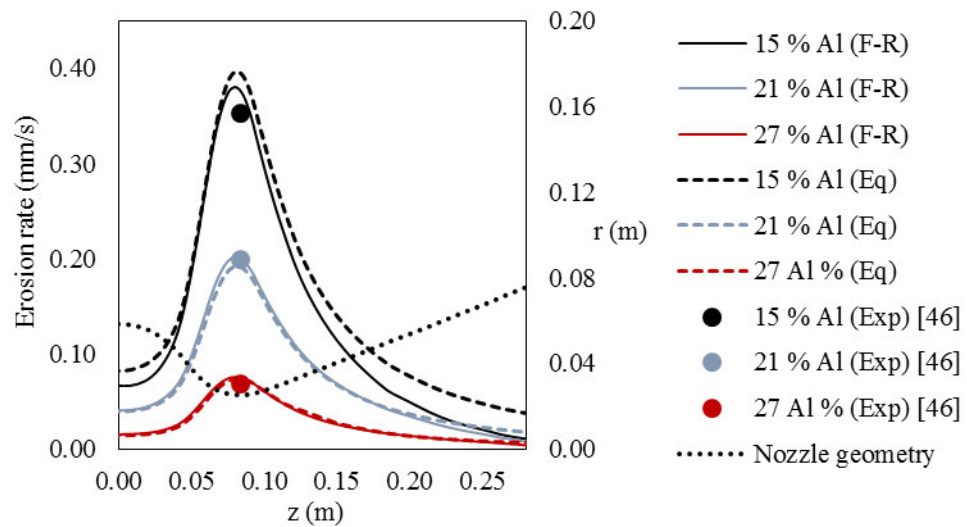 0.40
0.30
0.20
0.10
0.00
Erosion rate (mm/s)
0.00 0.05 0.10 0.15 0.20 0.25
z (m)
0.20
0.16
0.12
0.08
0.04
0.00
r (m)
15 % Al (F-R)
21 % Al (F-R)
27 % Al (F-R)
15 % Al (Eq)
21 % Al (Eq)
27 Al % (Eq)
15 % Al (Exp) [46]
21 % Al (Exp) [46]
27 Al % (Exp) [46]
Nozzle geometry